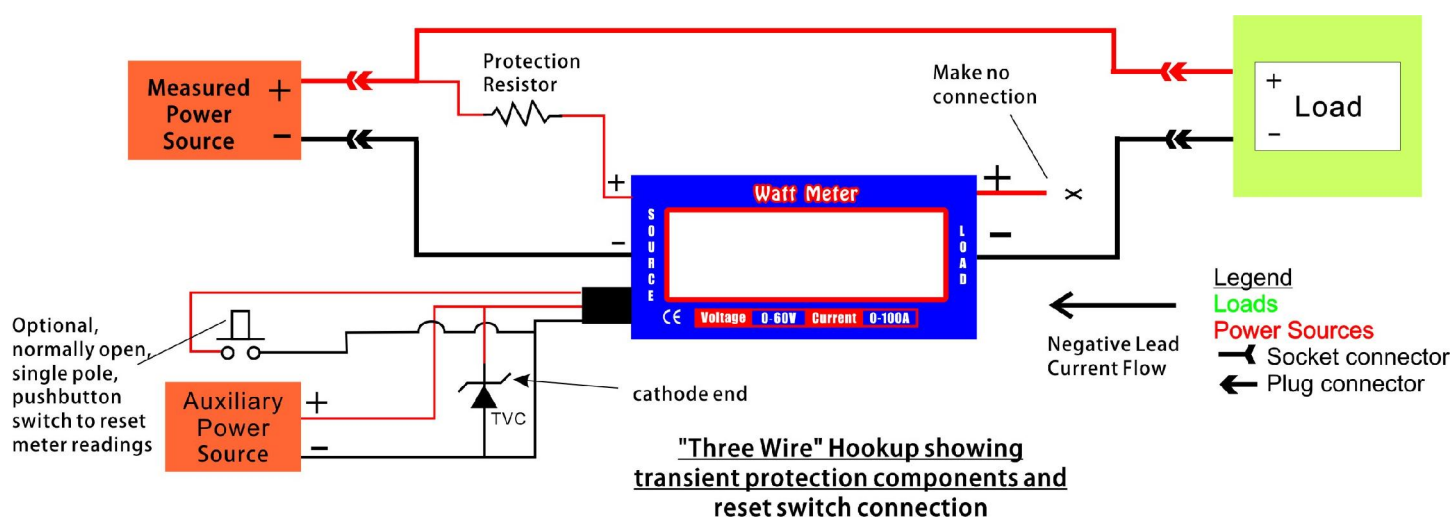 Protection
Resistor
Make no
connection
Measured
Power
Source
+
-
+
-
Load
+
-
Watt Meter
SOURCE
LOAD
+
-
CE
Voltage 0-60V Current 0-100A
Optional,
normally open,
single pole,
pushbutton
switch to reset
meter readings
Auxiliary
Power
Source
+
-
TVC
cathode end
Negative Lead
Current Flow
Legend
Loads
Power Sources
Socket connector
Plug connector
"Three Wire" Hookup showing
transient protection components and
reset switch connection